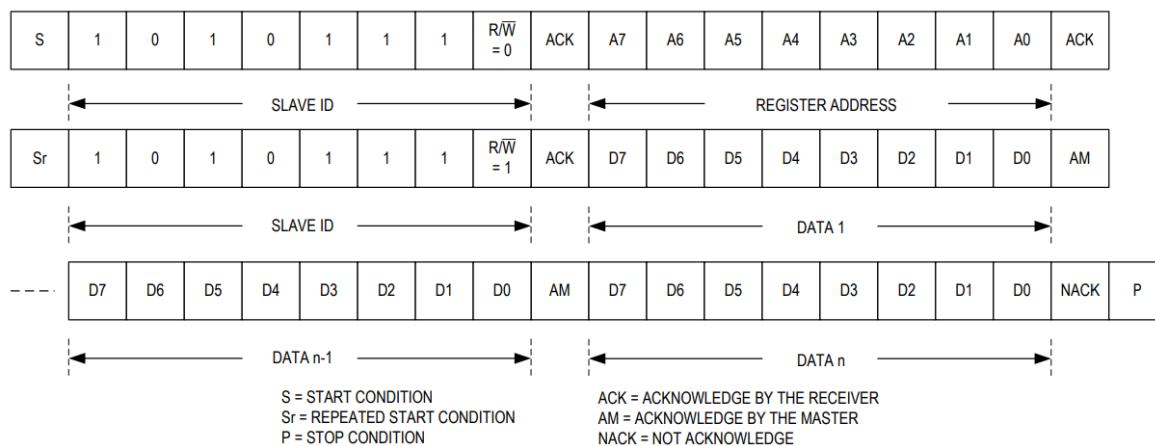 S 1 0 1 0 1 1 1 R/W̅ = 0 ACK A7 A6 A5 A4 A3 A2 A1 A0 ACK
SLAVE ID REGISTER ADDRESS
Sr 1 0 1 0 1 1 1 R/W̅ = 1 ACK D7 D6 D5 D4 D3 D2 D1 D0 AM
SLAVE ID DATA 1
D7 D6 D5 D4 D3 D2 D1 D0 AM D7 D6 D5 D4 D3 D2 D1 D0 NACK P
DATA n-1 DATA n
S = START CONDITION
Sr = REPEATED START CONDITION
P = STOP CONDITION
ACK = ACKNOWLEDGE BY THE RECEIVER
AM = ACKNOWLEDGE BY THE MASTER
NACK = NOT ACKNOWLEDGE